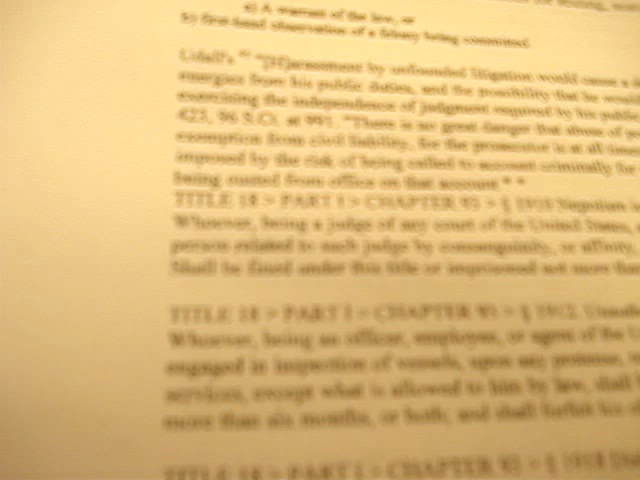 a) A warrant of the law, or
b) first-hand observation of a felony being committed.
Udall's "[H]arassment by unfounded litigation would cause a
energies from his public duties, and the possibility that he would
exercising the independence of judgment required by his public
423, 96 S.Ct. at 991. "There is no great danger that abuse of
exemption from civil liability, for the prosecutor is at all times
imposed by the risk of being called to account criminally for
being ousted from office on that account * *
TITLE 18 > PART I > CHAPTER 93 > §
Whoever, being a judge of any court of the United States,
person related to such judge by consanguinity, or affinity,
Shall be fined under this title or imprisoned not more than
TITLE 18 > PART I > CHAPTER 93 > § 1912.
Whoever, being an officer, employee, or agent of the
engaged in inspection of vessels, upon any pretense,
services, except what is allowed to him by law, shall
more than six months, or both; and shall forfeit his
TITLE 18 > PART I > CHAPTER 93 > § 1918